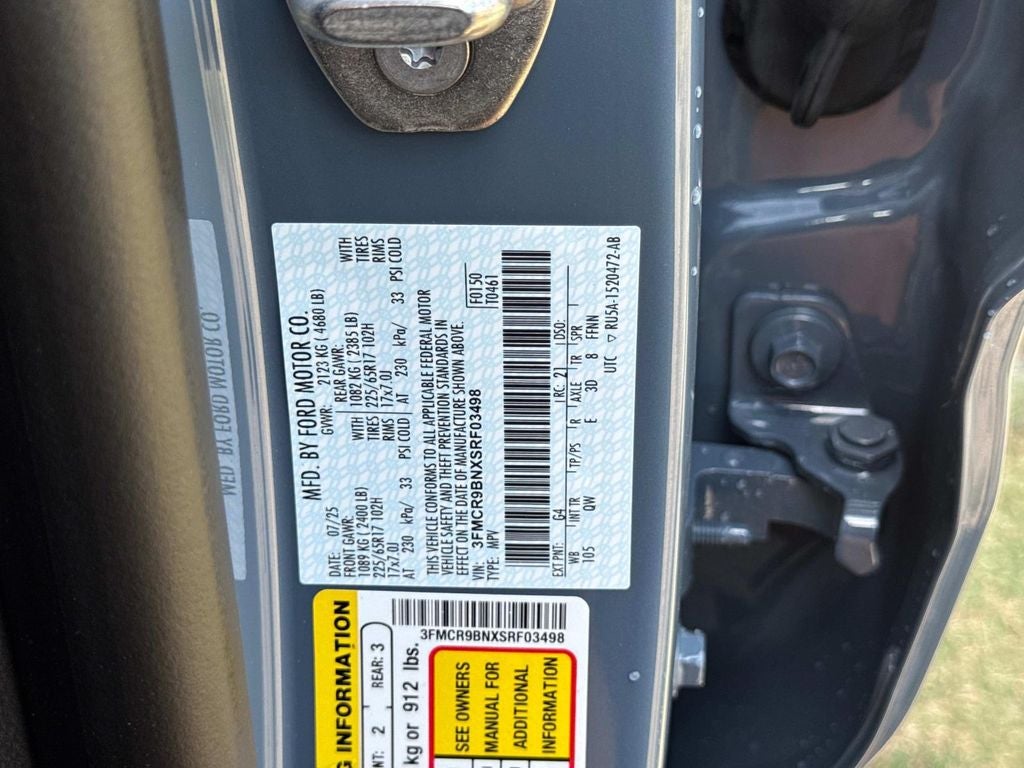 MFD. BY FORD MOTOR CO.
DATE: 07/25 GVWR: 2123 KG ( 4680 LB)
FRONT GAWR: REAR GAWR:
1089 KG (2400LB) WITH 1082 KG ( 2385 LB) WITH
225/65R17 102H TIRES 225/65R17 102H TIRES
17x7.0J RIMS 17x7.0J RIMS
AT 230 kPa/ 33 PSI COLD AT 230 kPa/ 33 PSI COLD
THIS VEHICLE CONFORMS TO ALL APPLICABLE FEDERAL MOTOR
VEHICLE SAFETY AND THEFT PREVENTION STANDARDS IN
EFFECT ON THE DATE OF MANUFACTURE SHOWN ABOVE.
VIN: 3FMCR9BNXSRF03498 F0150
TYPE: MPV T0461
EXT PNT: G4 RC: 21 DSO:
WB INT TR TP/PS R AXLE TR SPR
105 QW E 3D 8 FFNN
UTC ▽ RU5A-1520472-AB
MFD. BY FORD MOTOR CO.
G INFORMATION
NT: 2 REAR: 3
kg or 912 lbs.
3FMCR9BNXSRF03498
SEE OWNERS
MANUAL FOR
ADDITIONAL
INFORMATION